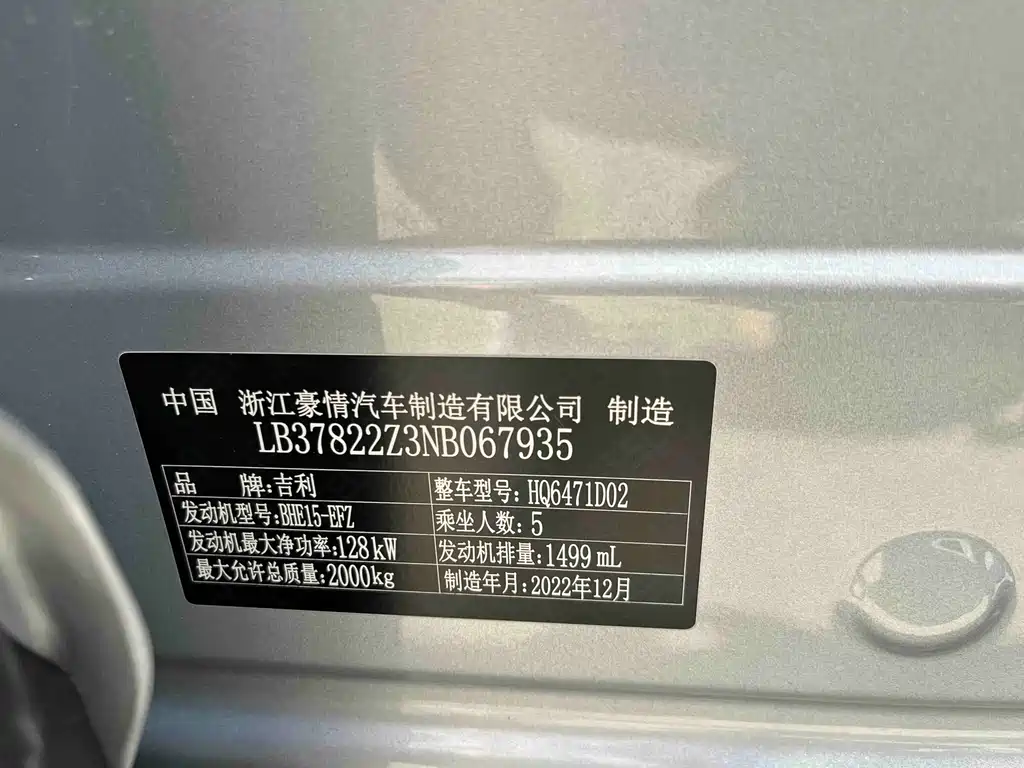 中国 浙江豪情汽车制造有限公司 制造
LB37822Z3NB067935
品 牌:吉利 整车型号:HQ6471D02
发动机型号:BHE15-EFZ 乘坐人数:5
发动机最大净功率:128kW 发动机排量:1499mL
最大允许总质量:2000kg 制造年月:2022年12月